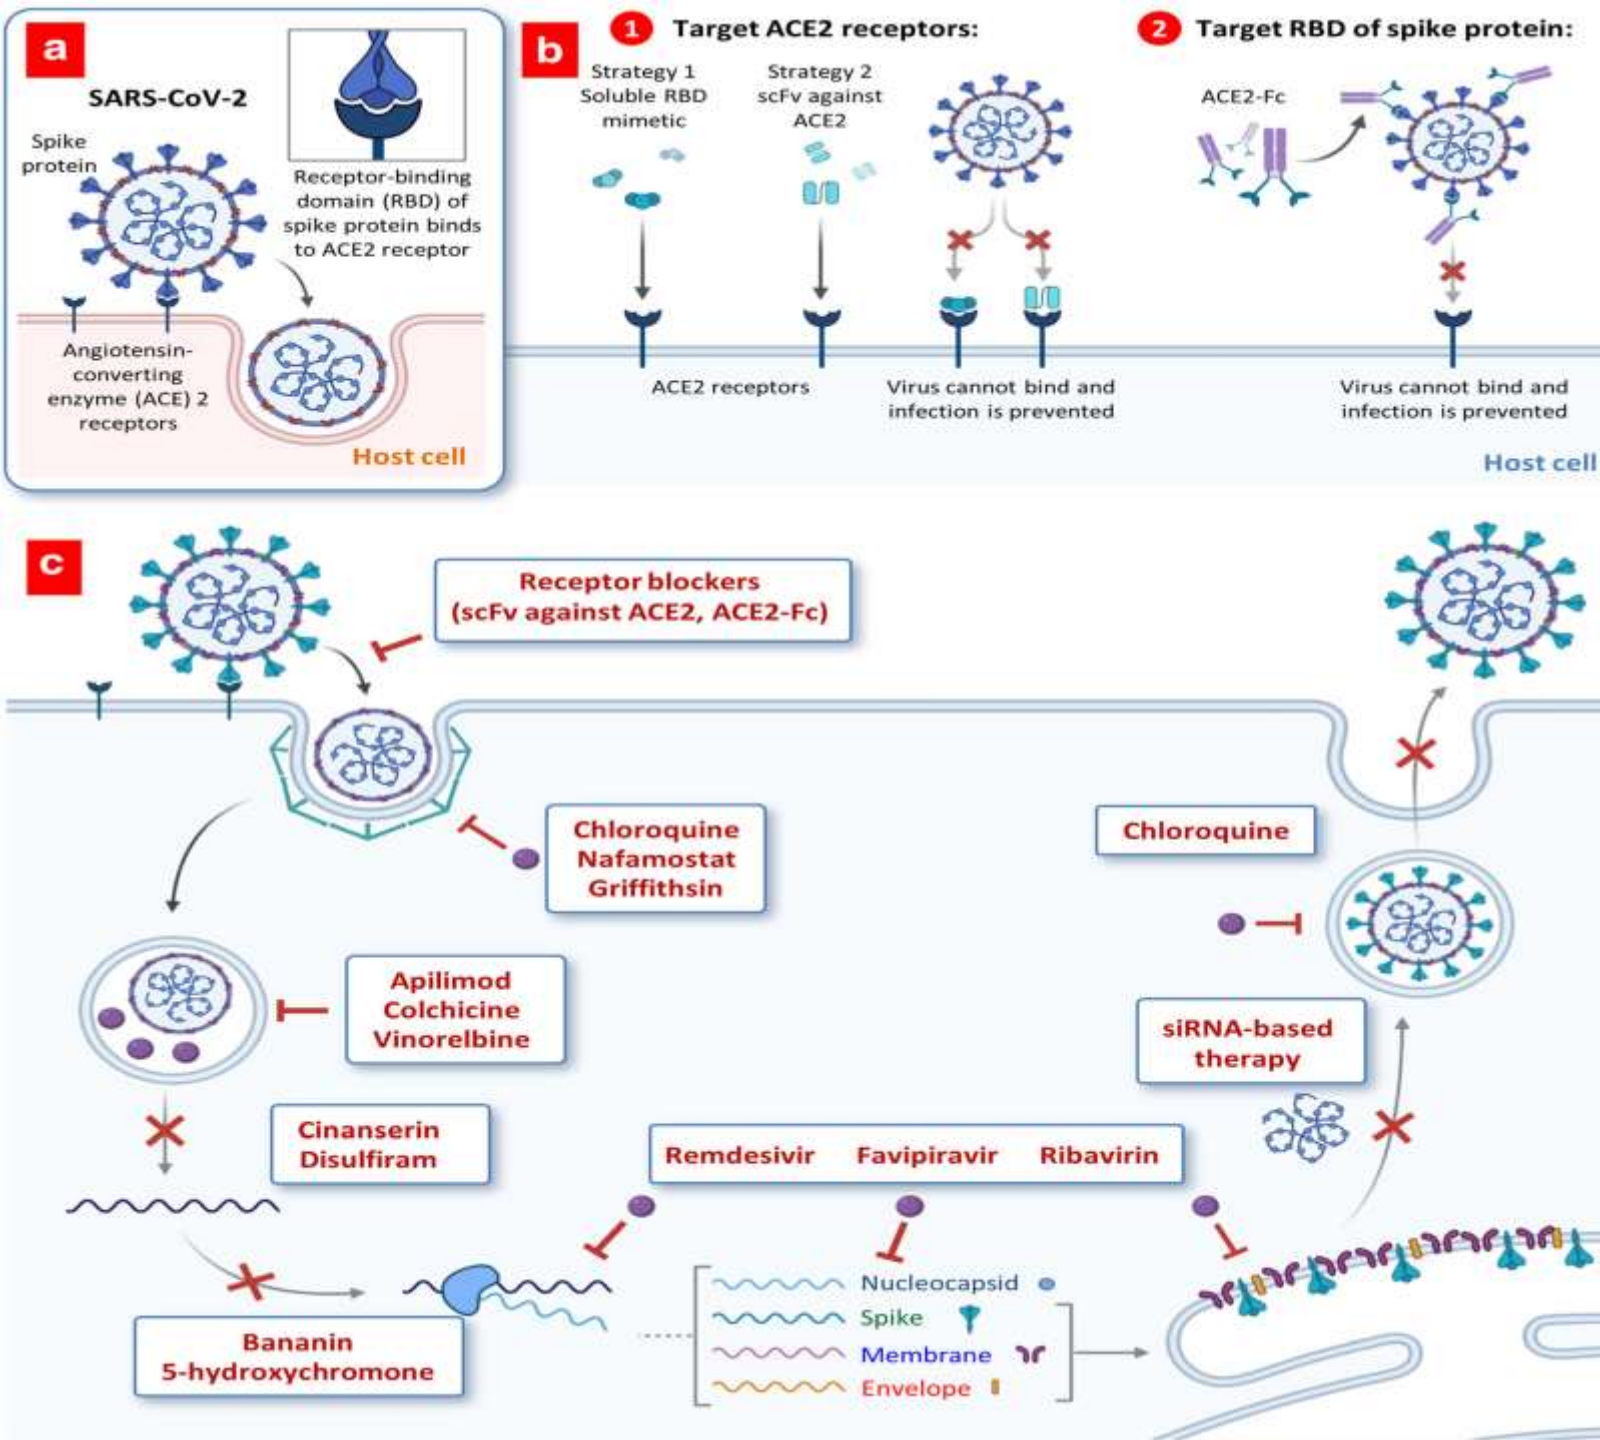 a
SARS-CoV-2
Spike
protein
Receptor-binding
domain (RBD) of
spike protein binds
to ACE2 receptor
Angiotensin-
converting
enzyme (ACE) 2
receptors
Host cell
b
1 Target ACE2 receptors:
Strategy 1
Soluble RBD
mimetic
Strategy 2
scFv against
ACE2
ACE2 receptors
Virus cannot bind and
infection is prevented
2 Target RBD of spike protein:
ACE2-Fc
Virus cannot bind and
infection is prevented
Host cell
c
Receptor blockers
(scFv against ACE2, ACE2-Fc)
Chloroquine
Nafamostat
Griffithsin
Apilimod
Colchicine
Vinorelbine
Cinanserin
Disulfiram
Bananin
5-hydroxychromone
Remdesivir Favipiravir Ribavirin
Nucleocapsid
Spike
Membrane
Envelope
Chloroquine
siRNA-based
therapy